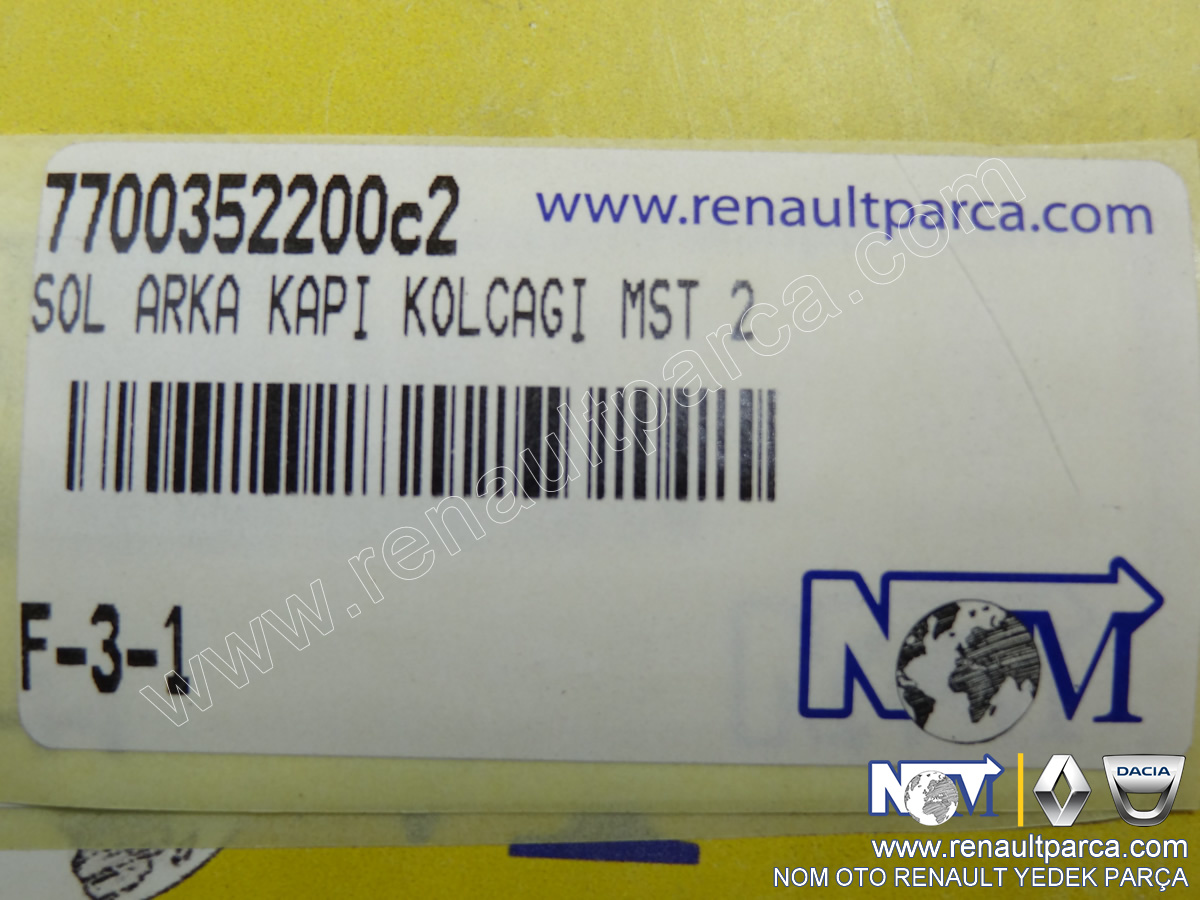 7700352200c2
www.renaultparca.com
SOL ARKA KAPI KOLCAGI MST 2
www.renaultparca.com
F-3-1
NOM
NOM
DACIA
www.renaultparca.com
NOM OTO RENAULT YEDEK PARÇA